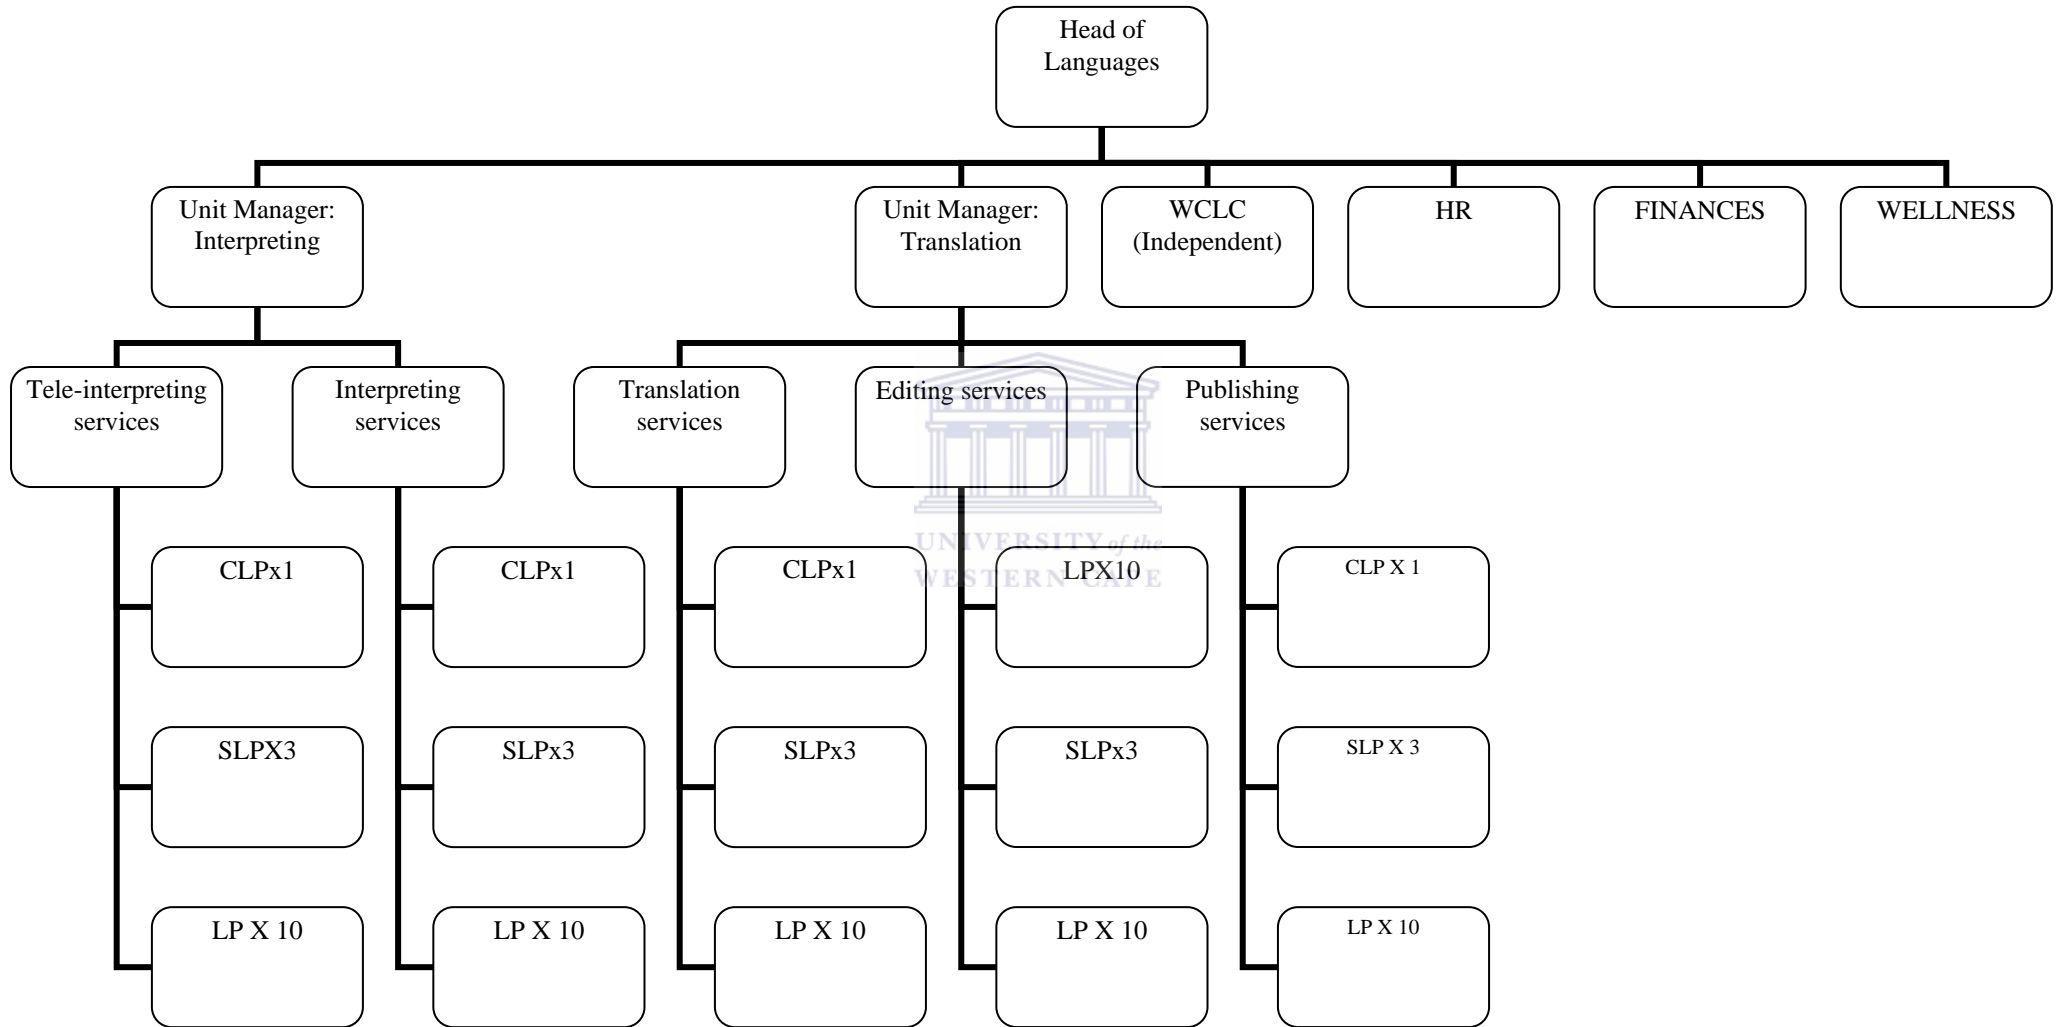 Head of
Languages
Unit Manager:
Interpreting
Unit Manager:
Translation
WCLC
(Independent)
HR
FINANCES
WELLNESS
Tele-interpreting
services
Interpreting
services
Translation
services
Editing services
Publishing
services
UNIVERSITY of the
WESTERN CAPE
CLPx1
CLPx1
CLPx1
LPX10
CLP X 1
SLPX3
SLPx3
SLPx3
SLPx3
SLP X 3
LP X 10
LP X 10
LP X 10
LP X 10
LP X 10